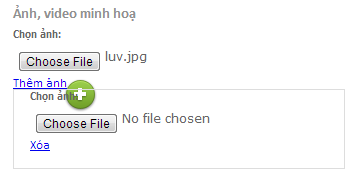 Ảnh, video minh hoạ
Chọn ảnh:
Choose File luv.jpg
Thêm ảnh
Chọn ảnh:
Choose File No file chosen
Xóa